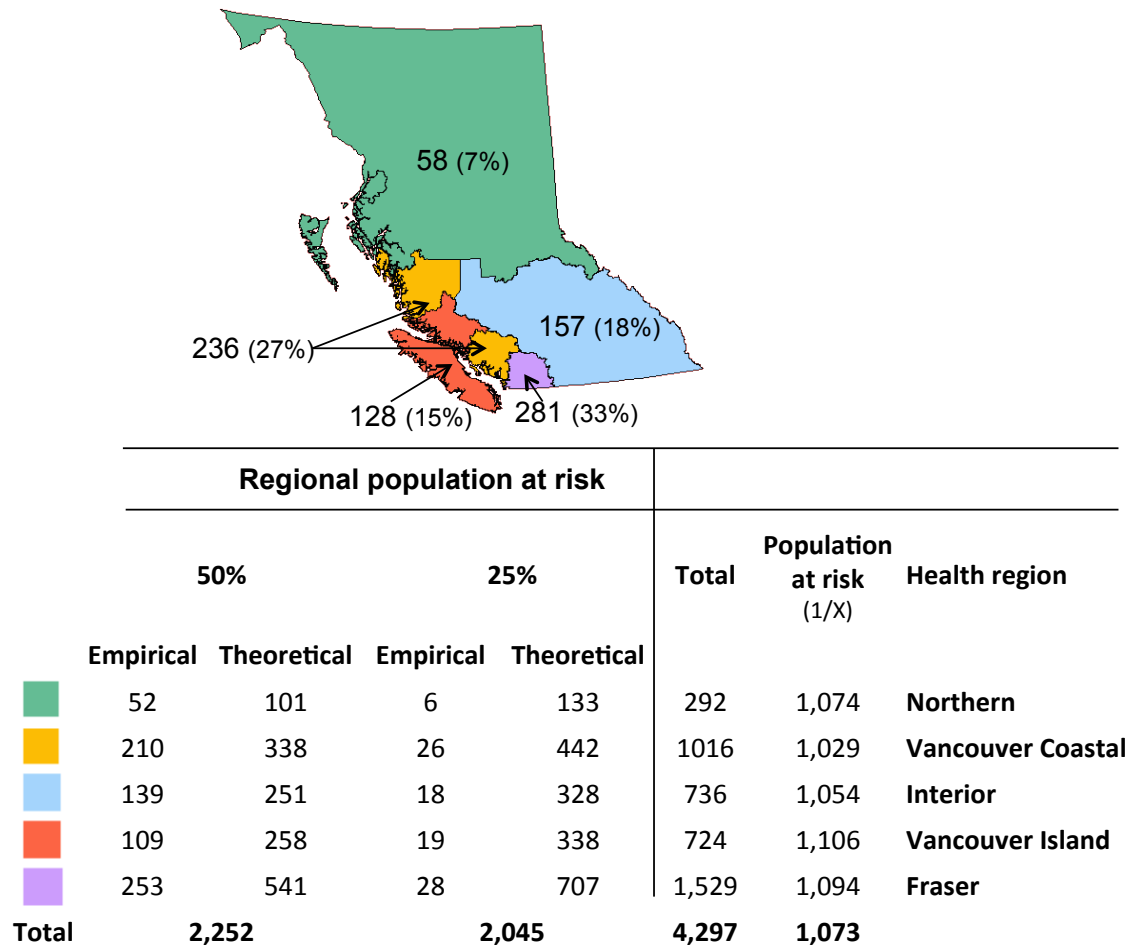 58 (7%)
157 (18%)
236 (27%)
128 (15%)
281 (33%)
Regional population at risk
50%
25%
Total
Population
at risk
(1/X)
Health region
Empirical Theoretical Empirical Theoretical
52 101 6 133 292 1,074 Northern
210 338 26 442 1016 1,029 Vancouver Coastal
139 251 18 328 736 1,054 Interior
109 258 19 338 724 1,106 Vancouver Island
253 541 28 707 1,529 1,094 Fraser
Total 2,252 2,045 4,297 1,073